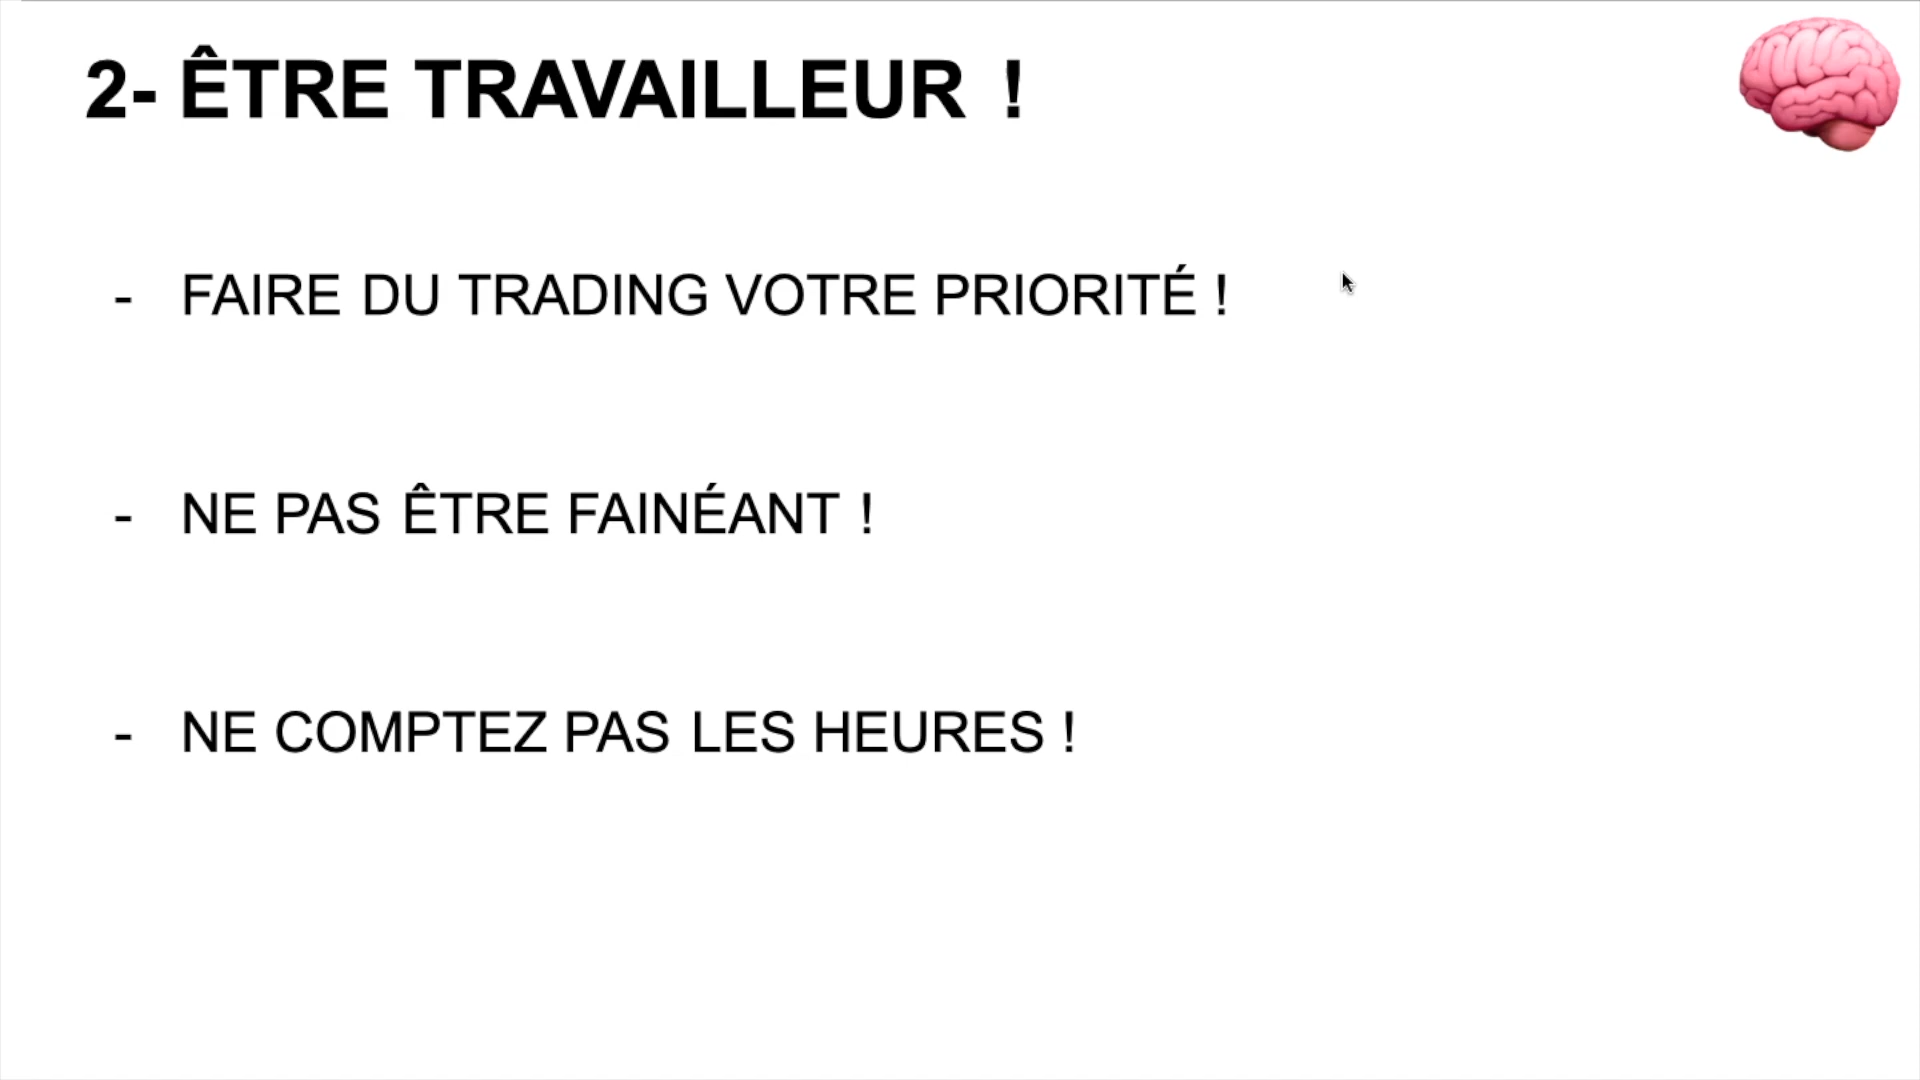 2- ÊTRE TRAVAILLEUR !
- FAIRE DU TRADING VOTRE PRIORITÉ !
- NE PAS ÊTRE FAINÉANT !
- NE COMPTEZ PAS LES HEURES !